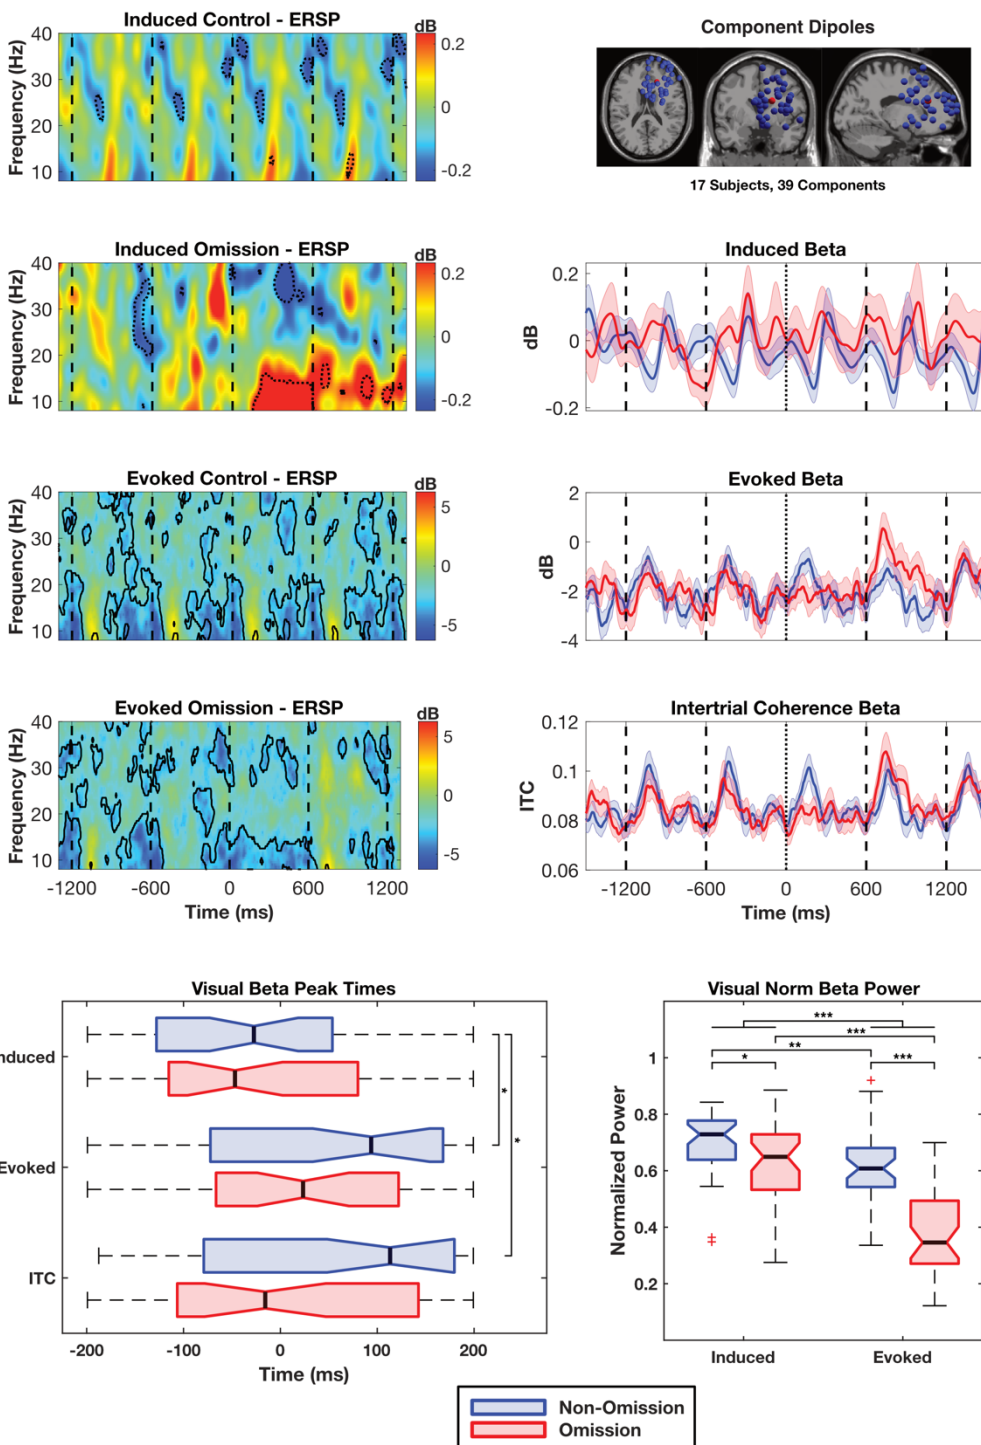 Induced Control - ERSP
dB
Frequency (Hz)
40
30
20
10
0.2
0
-0.2
Component Dipoles
17 Subjects, 39 Components
Induced Omission - ERSP
dB
Frequency (Hz)
40
30
20
10
0.2
0
-0.2
Induced Beta
dB
0.2
0
-0.2
Evoked Control - ERSP
dB
Frequency (Hz)
40
30
20
10
5
0
-5
Evoked Beta
dB
2
0
-2
-4
Evoked Omission - ERSP
dB
Frequency (Hz)
40
30
20
10
5
0
-5
-1200 -600 0 600 1200
Time (ms)
Intertrial Coherence Beta
ITC
0.12
0.1
0.08
0.06
-1200 -600 0 600 1200
Time (ms)
Visual Beta Peak Times
nduced
Evoked
ITC
*
*
-200 -100 0 100 200
Time (ms)
Visual Norm Beta Power
***
***
**
* ***
Normalized Power
1
0.8
0.6
0.4
0.2
Induced Evoked
Non-Omission
Omission